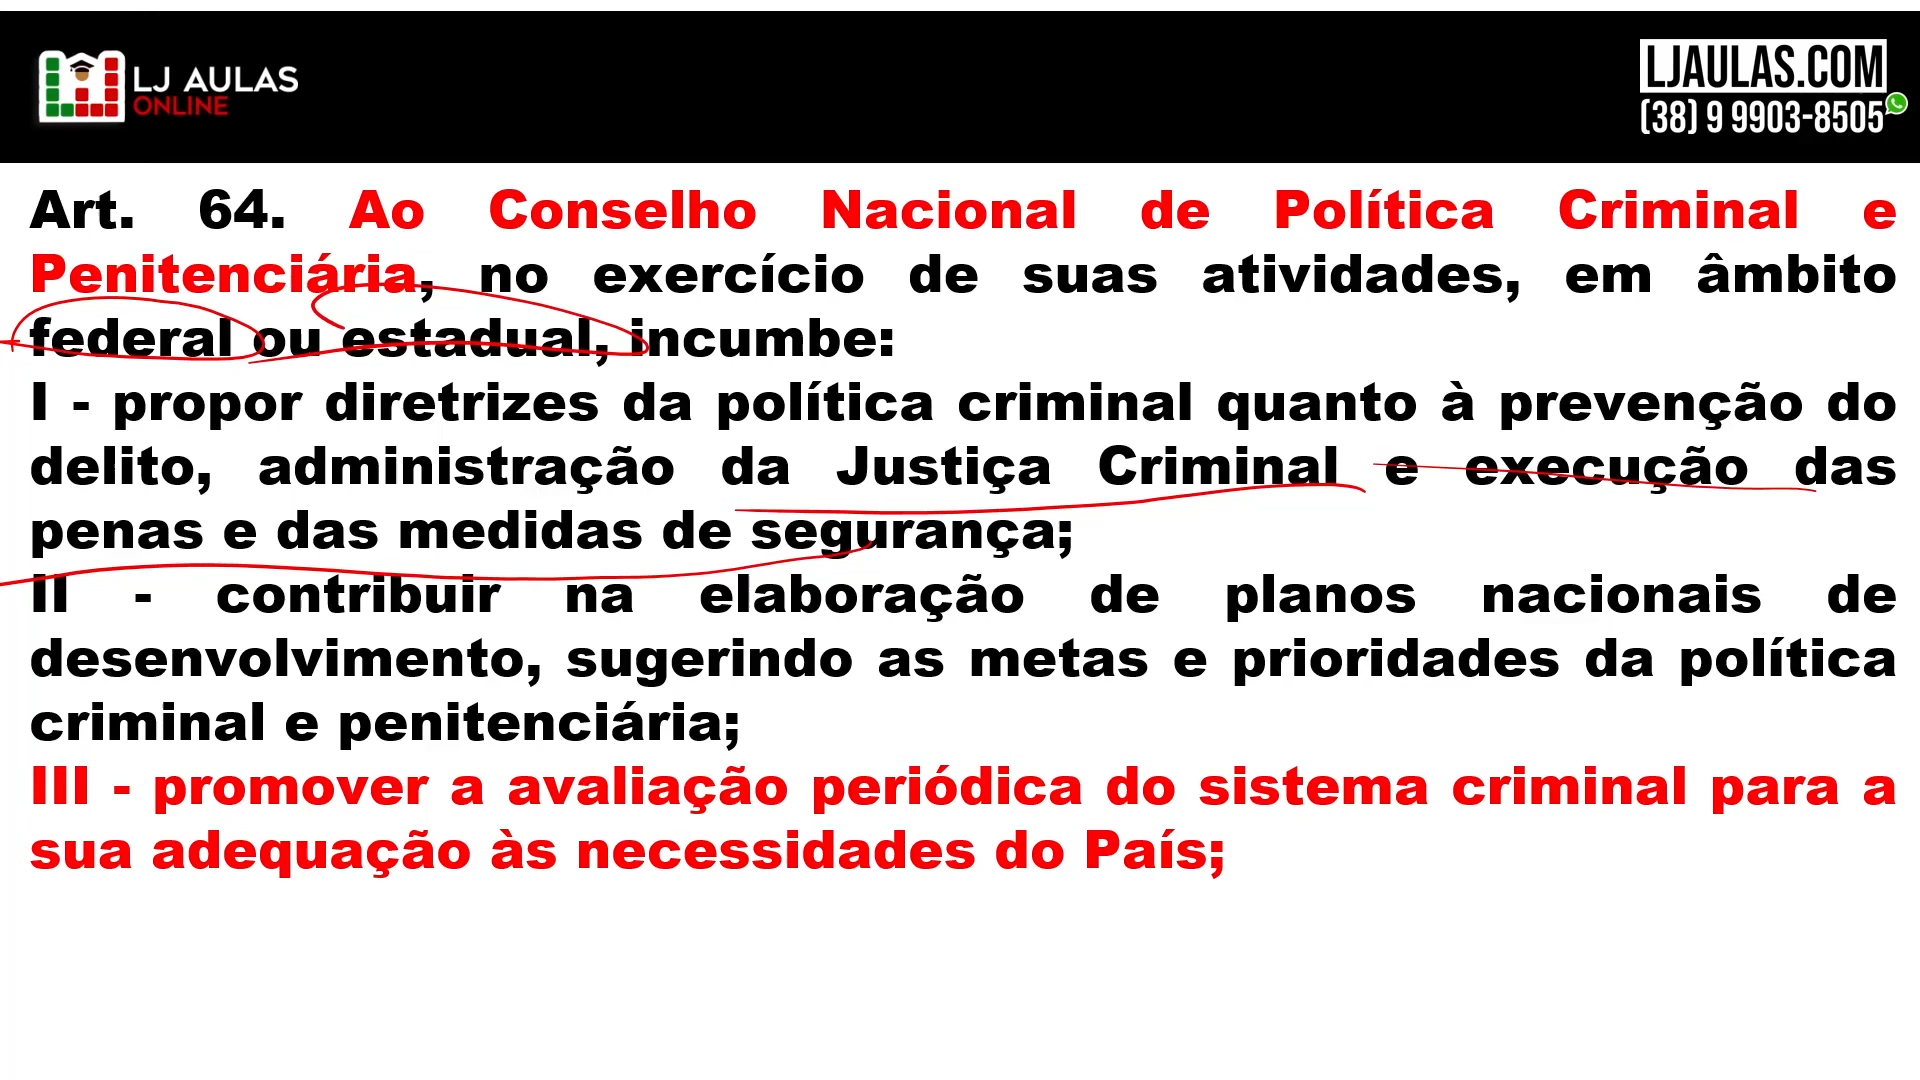 LJ AULAS
ONLINE
LJAULAS.COM
(38) 9 9903-8505
Art. 64. Ao Conselho Nacional de Política Criminal e
Penitenciária, no exercício de suas atividades, em âmbito
federal ou estadual, incumbe:
I - propor diretrizes da política criminal quanto à prevenção do
delito, administração da Justiça Criminal e execução das
penas e das medidas de segurança;
II - contribuir na elaboração de planos nacionais de
desenvolvimento, sugerindo as metas e prioridades da política
criminal e penitenciária;
III - promover a avaliação periódica do sistema criminal para a
sua adequação às necessidades do País;